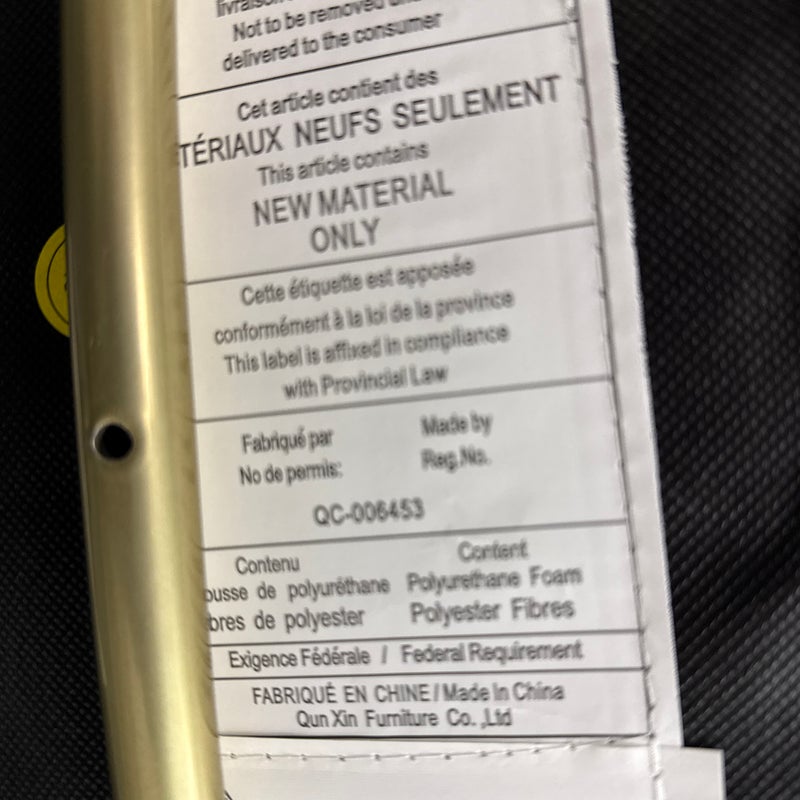 Not to be removed
delivered to the consumer
Cet article contient des
TÉRIAUX NEUFS SEULEMENT
This article contains
NEW MATERIAL
ONLY
Cette étiquette est apposée
conformément à la loi de la province
This label is affixed in compliance
with Provincial Law
Fabriqué par Made by
No de permis: Reg.No.
QC-006453
Contenu Content
ousse de polyuréthane Polyurethane Foam
bres de polyester Polyester Fibres
Exigence Fédérale / Federal Requirement
FABRIQUÉ EN CHINE / Made In China
Qun Xin Furniture Co. ,Ltd